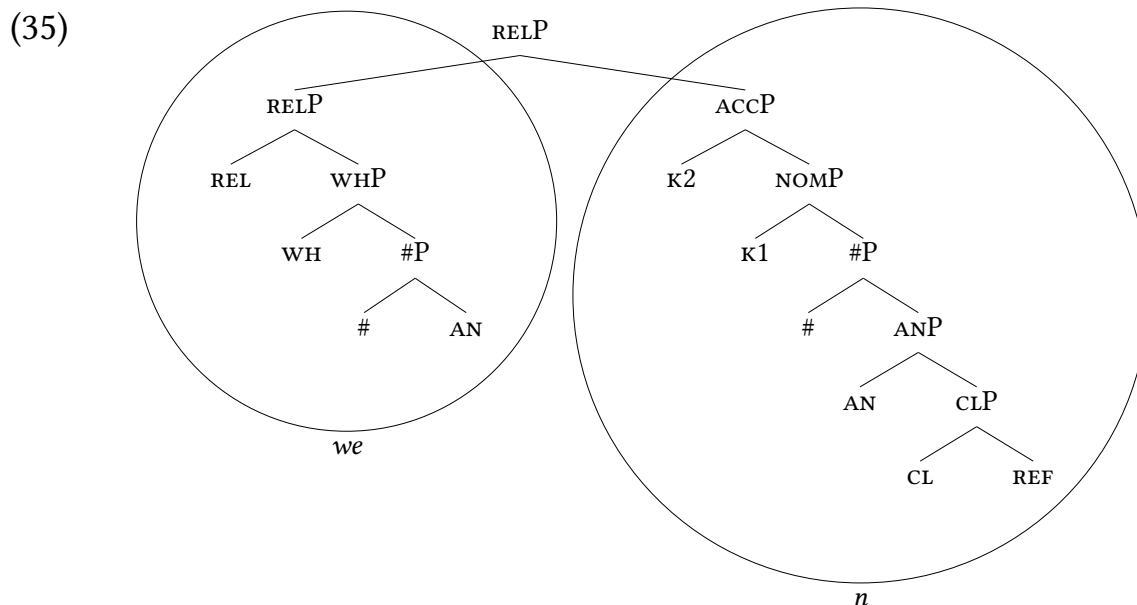 (35)
RELP
RELP ACCP
REL WHP K2 NOMP
WH #P K1 #P
# AN # ANP
AN CLP
we
CL REF
n